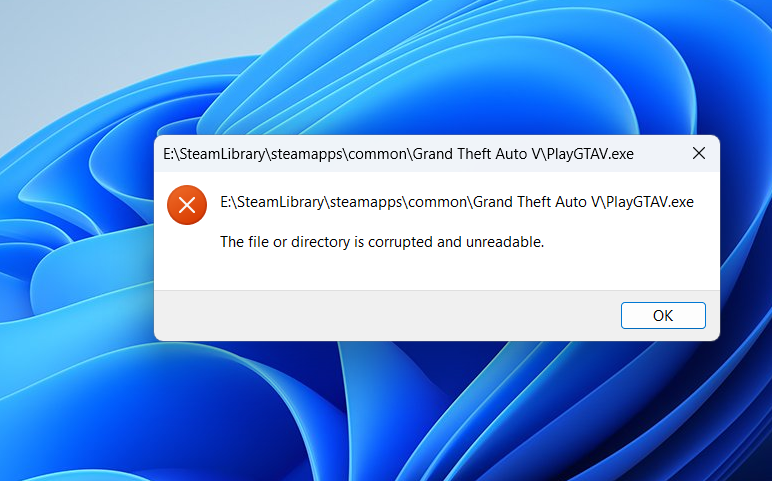 E:\SteamLibrary\steamapps\common\Grand Theft Auto V\PlayGTAV.exe
E:\SteamLibrary\steamapps\common\Grand Theft Auto V\PlayGTAV.exe
The file or directory is corrupted and unreadable.
OK